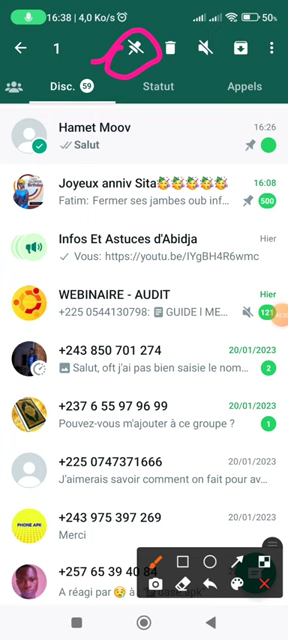 16:38 | 4,0 Ko/s
50%
1
Disc. 59
Statut
Appels
Hamet Moov
16:26
Salut
Joyeux anniv Sita🥳🥳🥳🥳🥳
16:08
Fatim: Fermer ses jambes oub inf...
500
Infos Et Astuces d'Abidja
Hier
Vous: https://youtu.be/IYgBH4R6wmc
WEBINAIRE - AUDIT
Hier
+225 0544130798: GUIDE I ME...
121
+243 850 701 274
20/01/2023
Salut, oft j'ai pas bien saisie le nom...
2
+237 6 55 97 96 99
20/01/2023
Pouvez-vous m'ajouter à ce groupe ?
1
+225 0747371666
20/01/2023
J'aimerais savoir comment on fait pour av...
PHONE APK
+243 975 397 269
20/01/2023
Merci
+257 65 39 40 84
A réagi par 😥 à